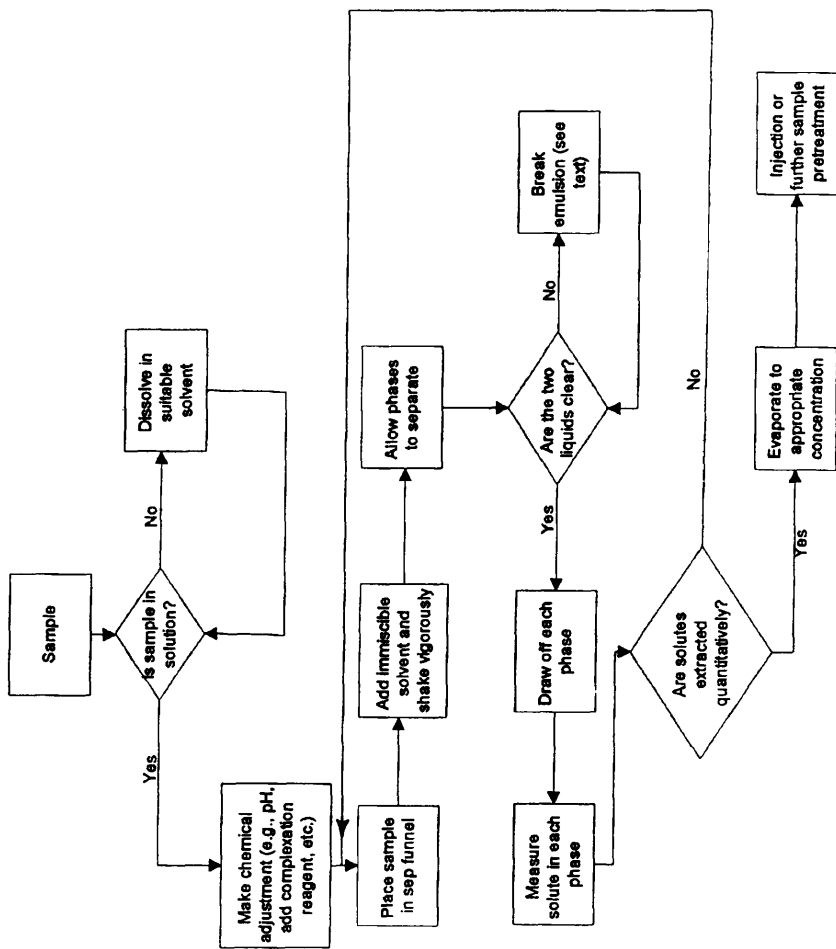 Sample
Is sample in
solution?
No
Dissolve in
suitable
solvent
Yes
Make chemical
adjustment (e.g., pH,
add complexation
reagent, etc.)
Place sample
in sep funnel
Add immiscible
solvent and
shake vigorously
Allow phases
to separate
Are the two
liquids clear?
No
Break
emulsion (see
text)
Yes
Draw off each
phase
Measure
solute in each
phase
Are solutes
extracted
quantitatively?
No
Yes
Evaporate to
appropriate
concentration
Injection or
further sample
pretreatment